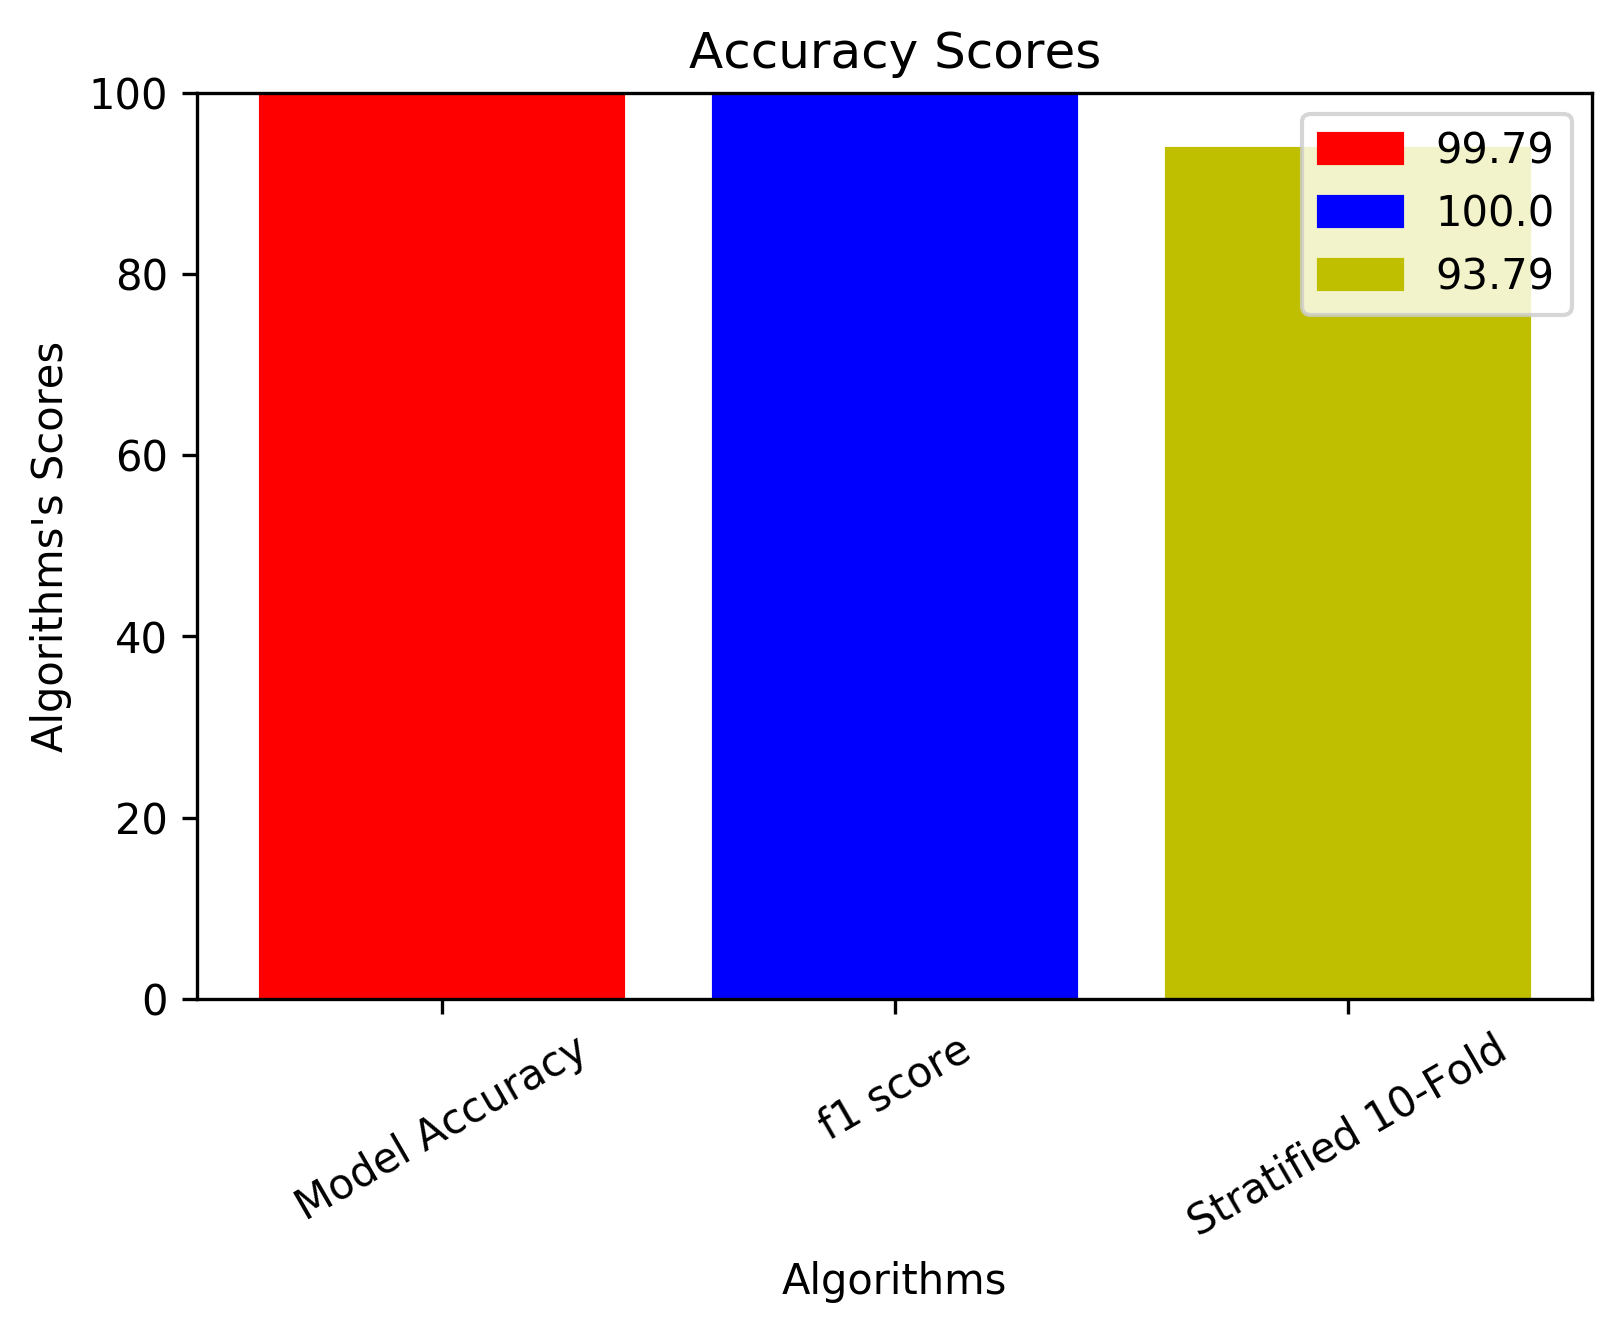 Accuracy Scores
100
80
60
40
20
0
Algorithms's Scores
99.79
100.0
93.79
Model Accuracy
f1 score
Stratified 10-Fold
Algorithms